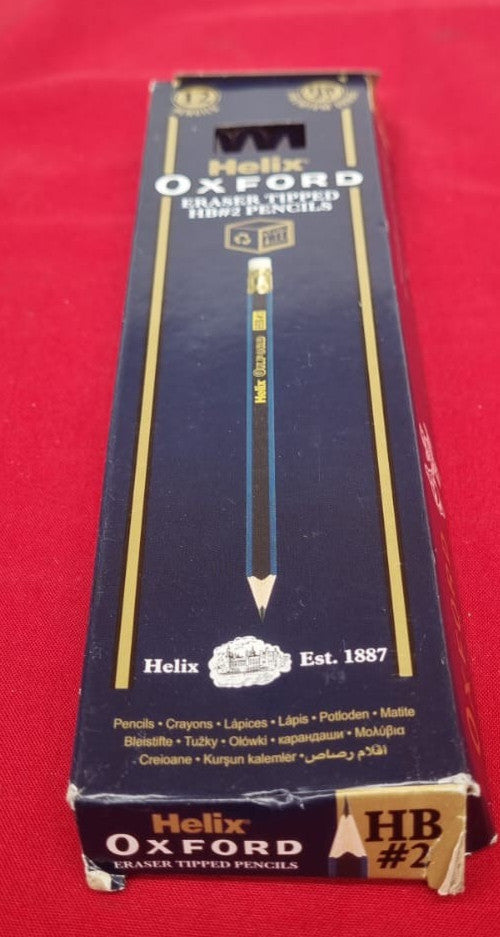 12
Helix
OXFORD
ERASER TIPPED
HB#2 PENCILS
Helix Oxford
Helix
Est. 1887
Pencils • Crayons • Lápices • Lápis • Potloden • Matite
Bleistifte • Tužky • Ołówki • карандаши • Μολύβια
Creioane • Kurşun kalemler • أقلام رصاص
Helix
OXFORD
ERASER TIPPED PENCILS
HB
#2